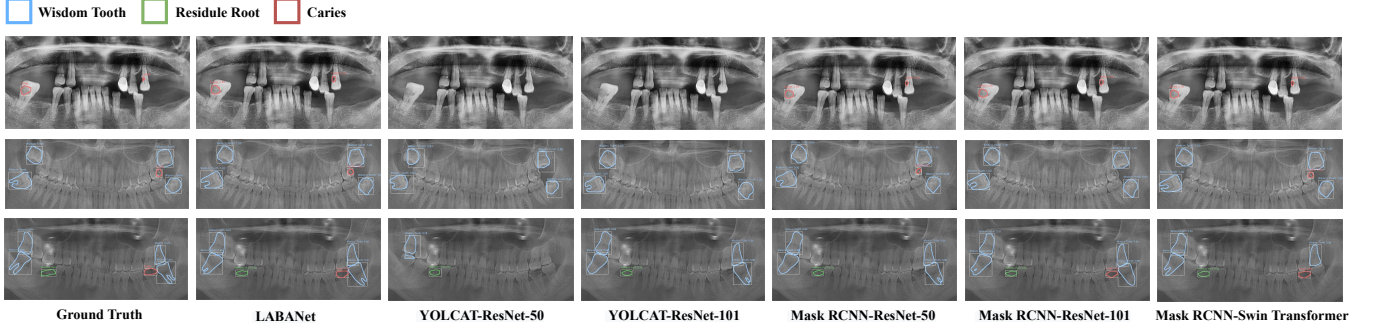 Wisdom Tooth
Residule Root
Caries
Ground Truth
LABANet
YOLCAT-ResNet-50
YOLCAT-ResNet-101
Mask RCNN-ResNet-50
Mask RCNN-ResNet-101
Mask RCNN-Swin Transformer